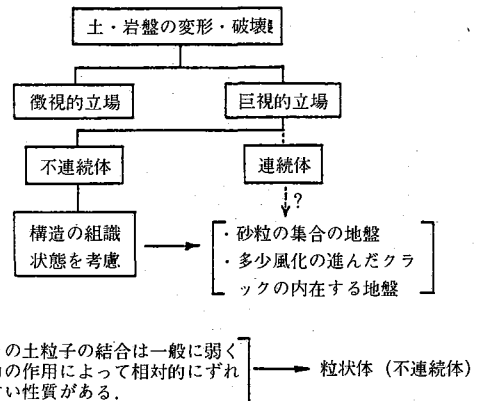 土・岩盤の変形・破壊
微視的立場
巨視的立場
不連続体
連続体
?
構造の組織
状態を考慮
・砂粒の集合の地盤
・多少風化の進んだクラ
ックの内在する地盤
の土粒子の結合は一般に弱く
の作用によって相対的にずれ
い性質がある.
粒状体 (不連続体)